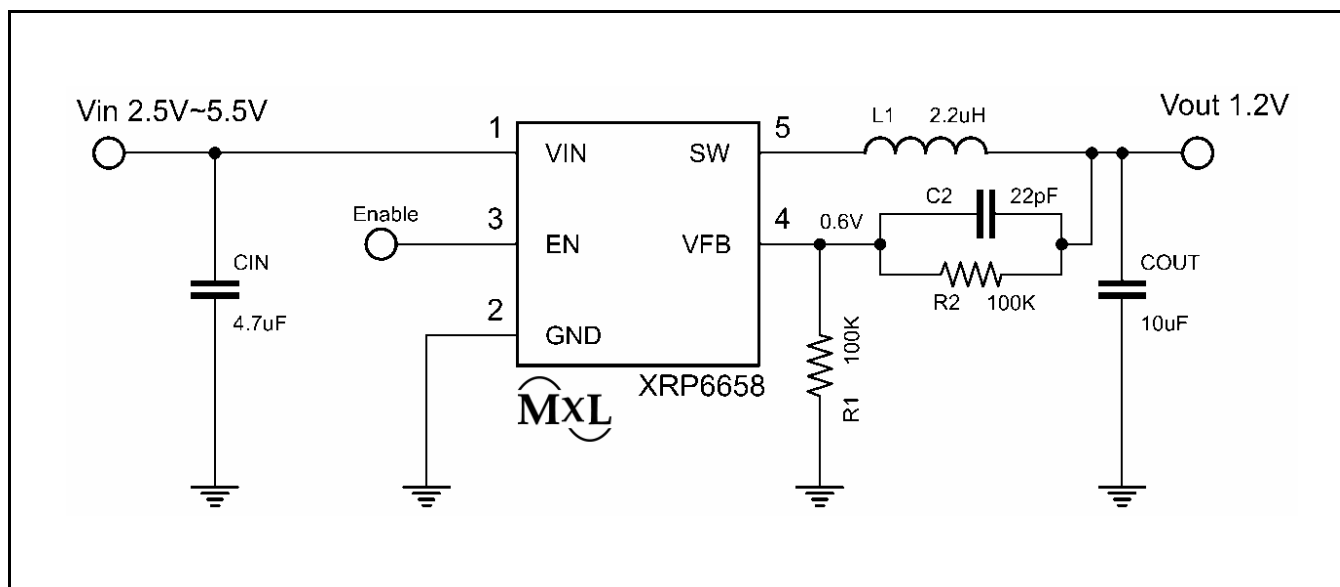 Vin 2.5V~5.5V
Vout 1.2V
L1 2.2uH
1
5
VIN
SW
Enable
3
4
0.6V
C2 22pF
EN
VFB
CIN
4.7uF
R2 100K
COUT
10uF
2
GND
R1 100K
XRP6658
MXL